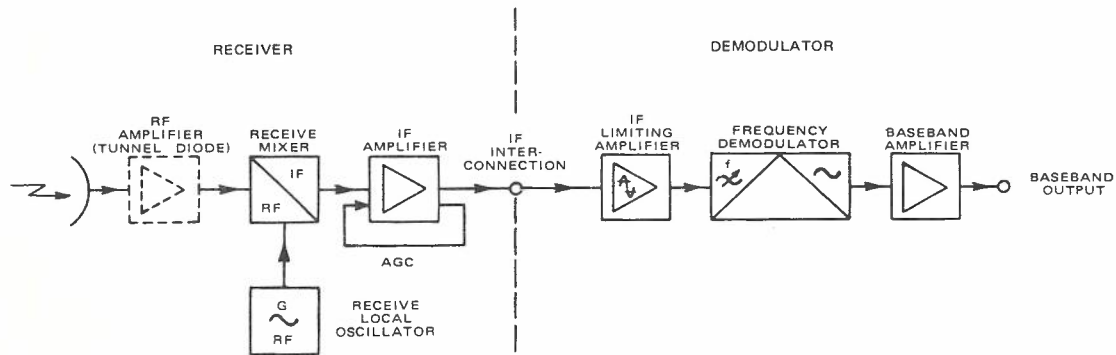 RECEIVER
DEMODULATOR
RF
AMPLIFIER
(TUNNEL DIODE)
RECEIVE
MIXER
IF
RF
IF
AMPLIFIER
AGC
IF
INTER-
CONNECTION
IF
LIMITING
AMPLIFIER
FREQUENCY
DEMODULATOR
f
BASEBAND
AMPLIFIER
BASEBAND
OUTPUT
G
RF
RECEIVE
LOCAL
OSCILLATOR